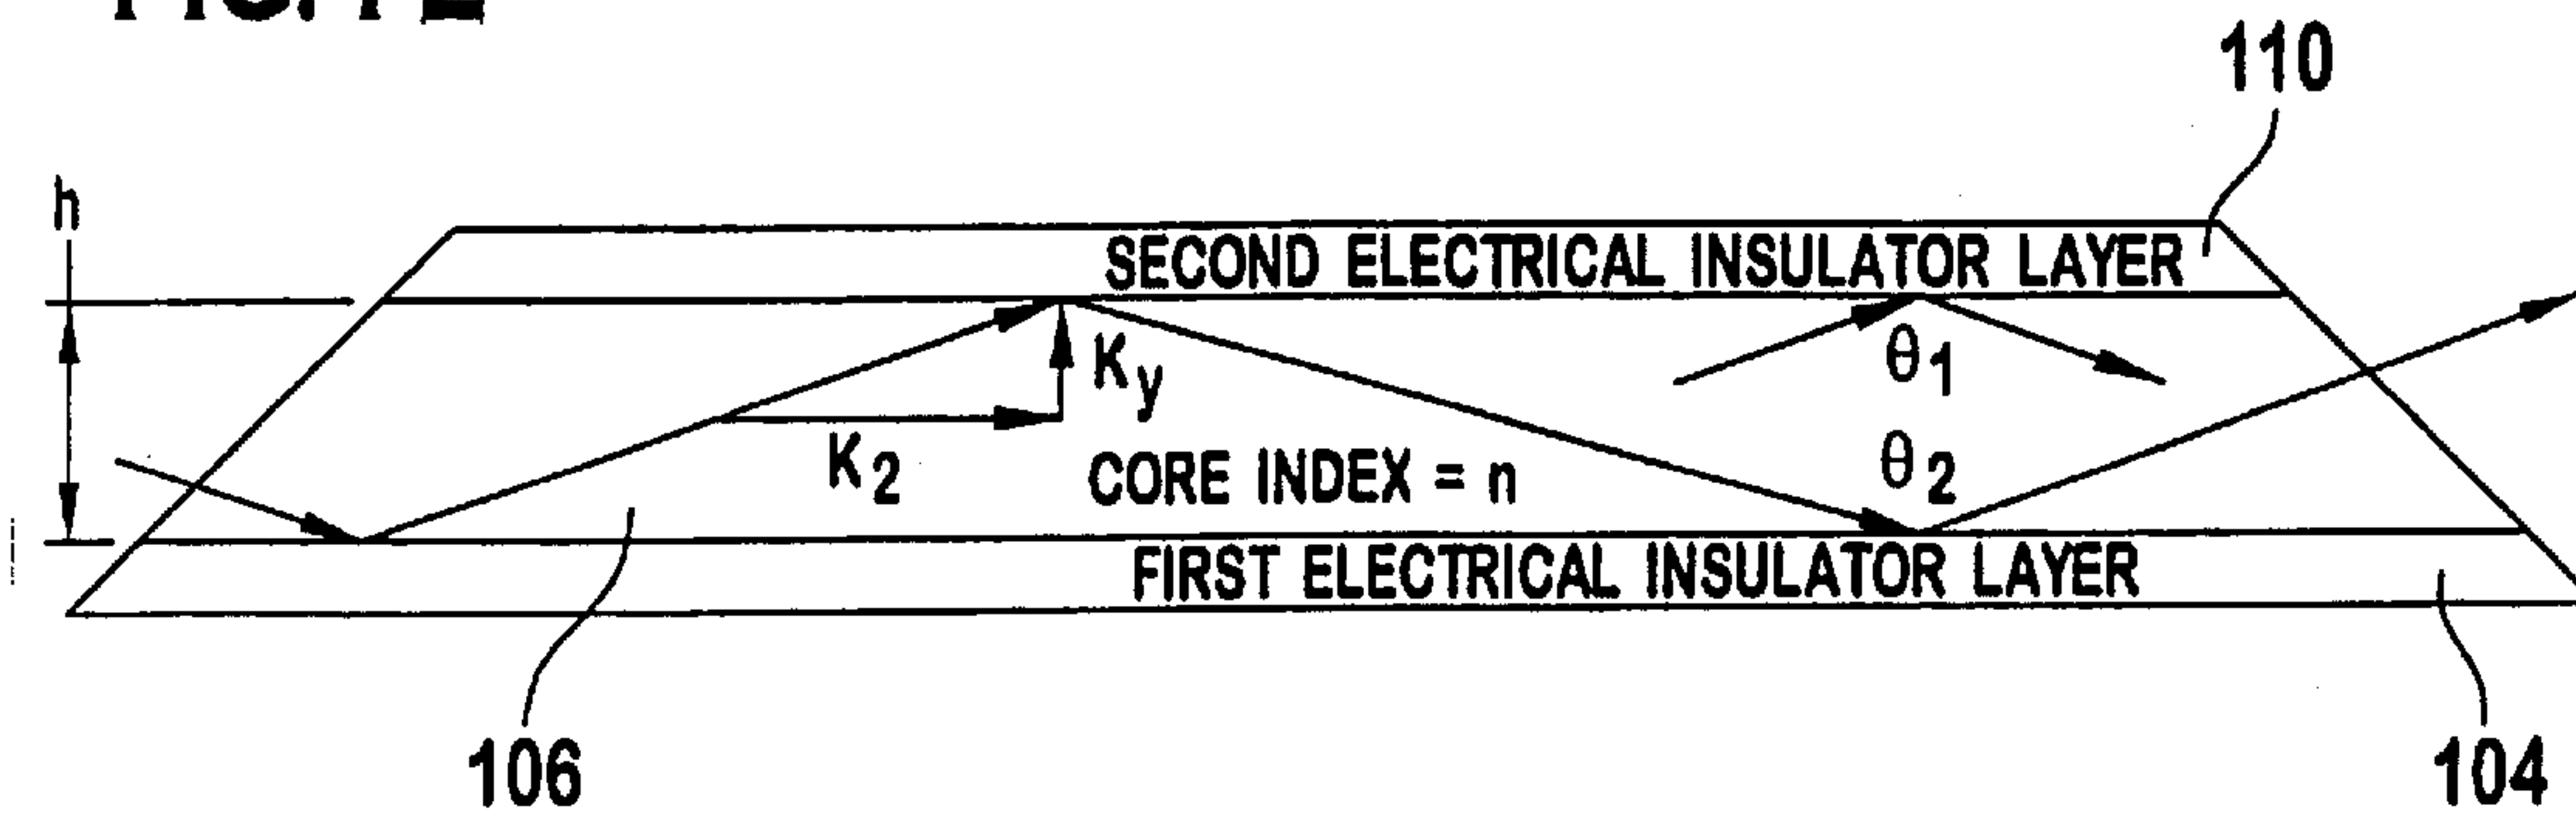 110
h
SECOND ELECTRICAL INSULATOR LAYER
Ky
θ1
K2
CORE INDEX = n
θ2
FIRST ELECTRICAL INSULATOR LAYER
106
104